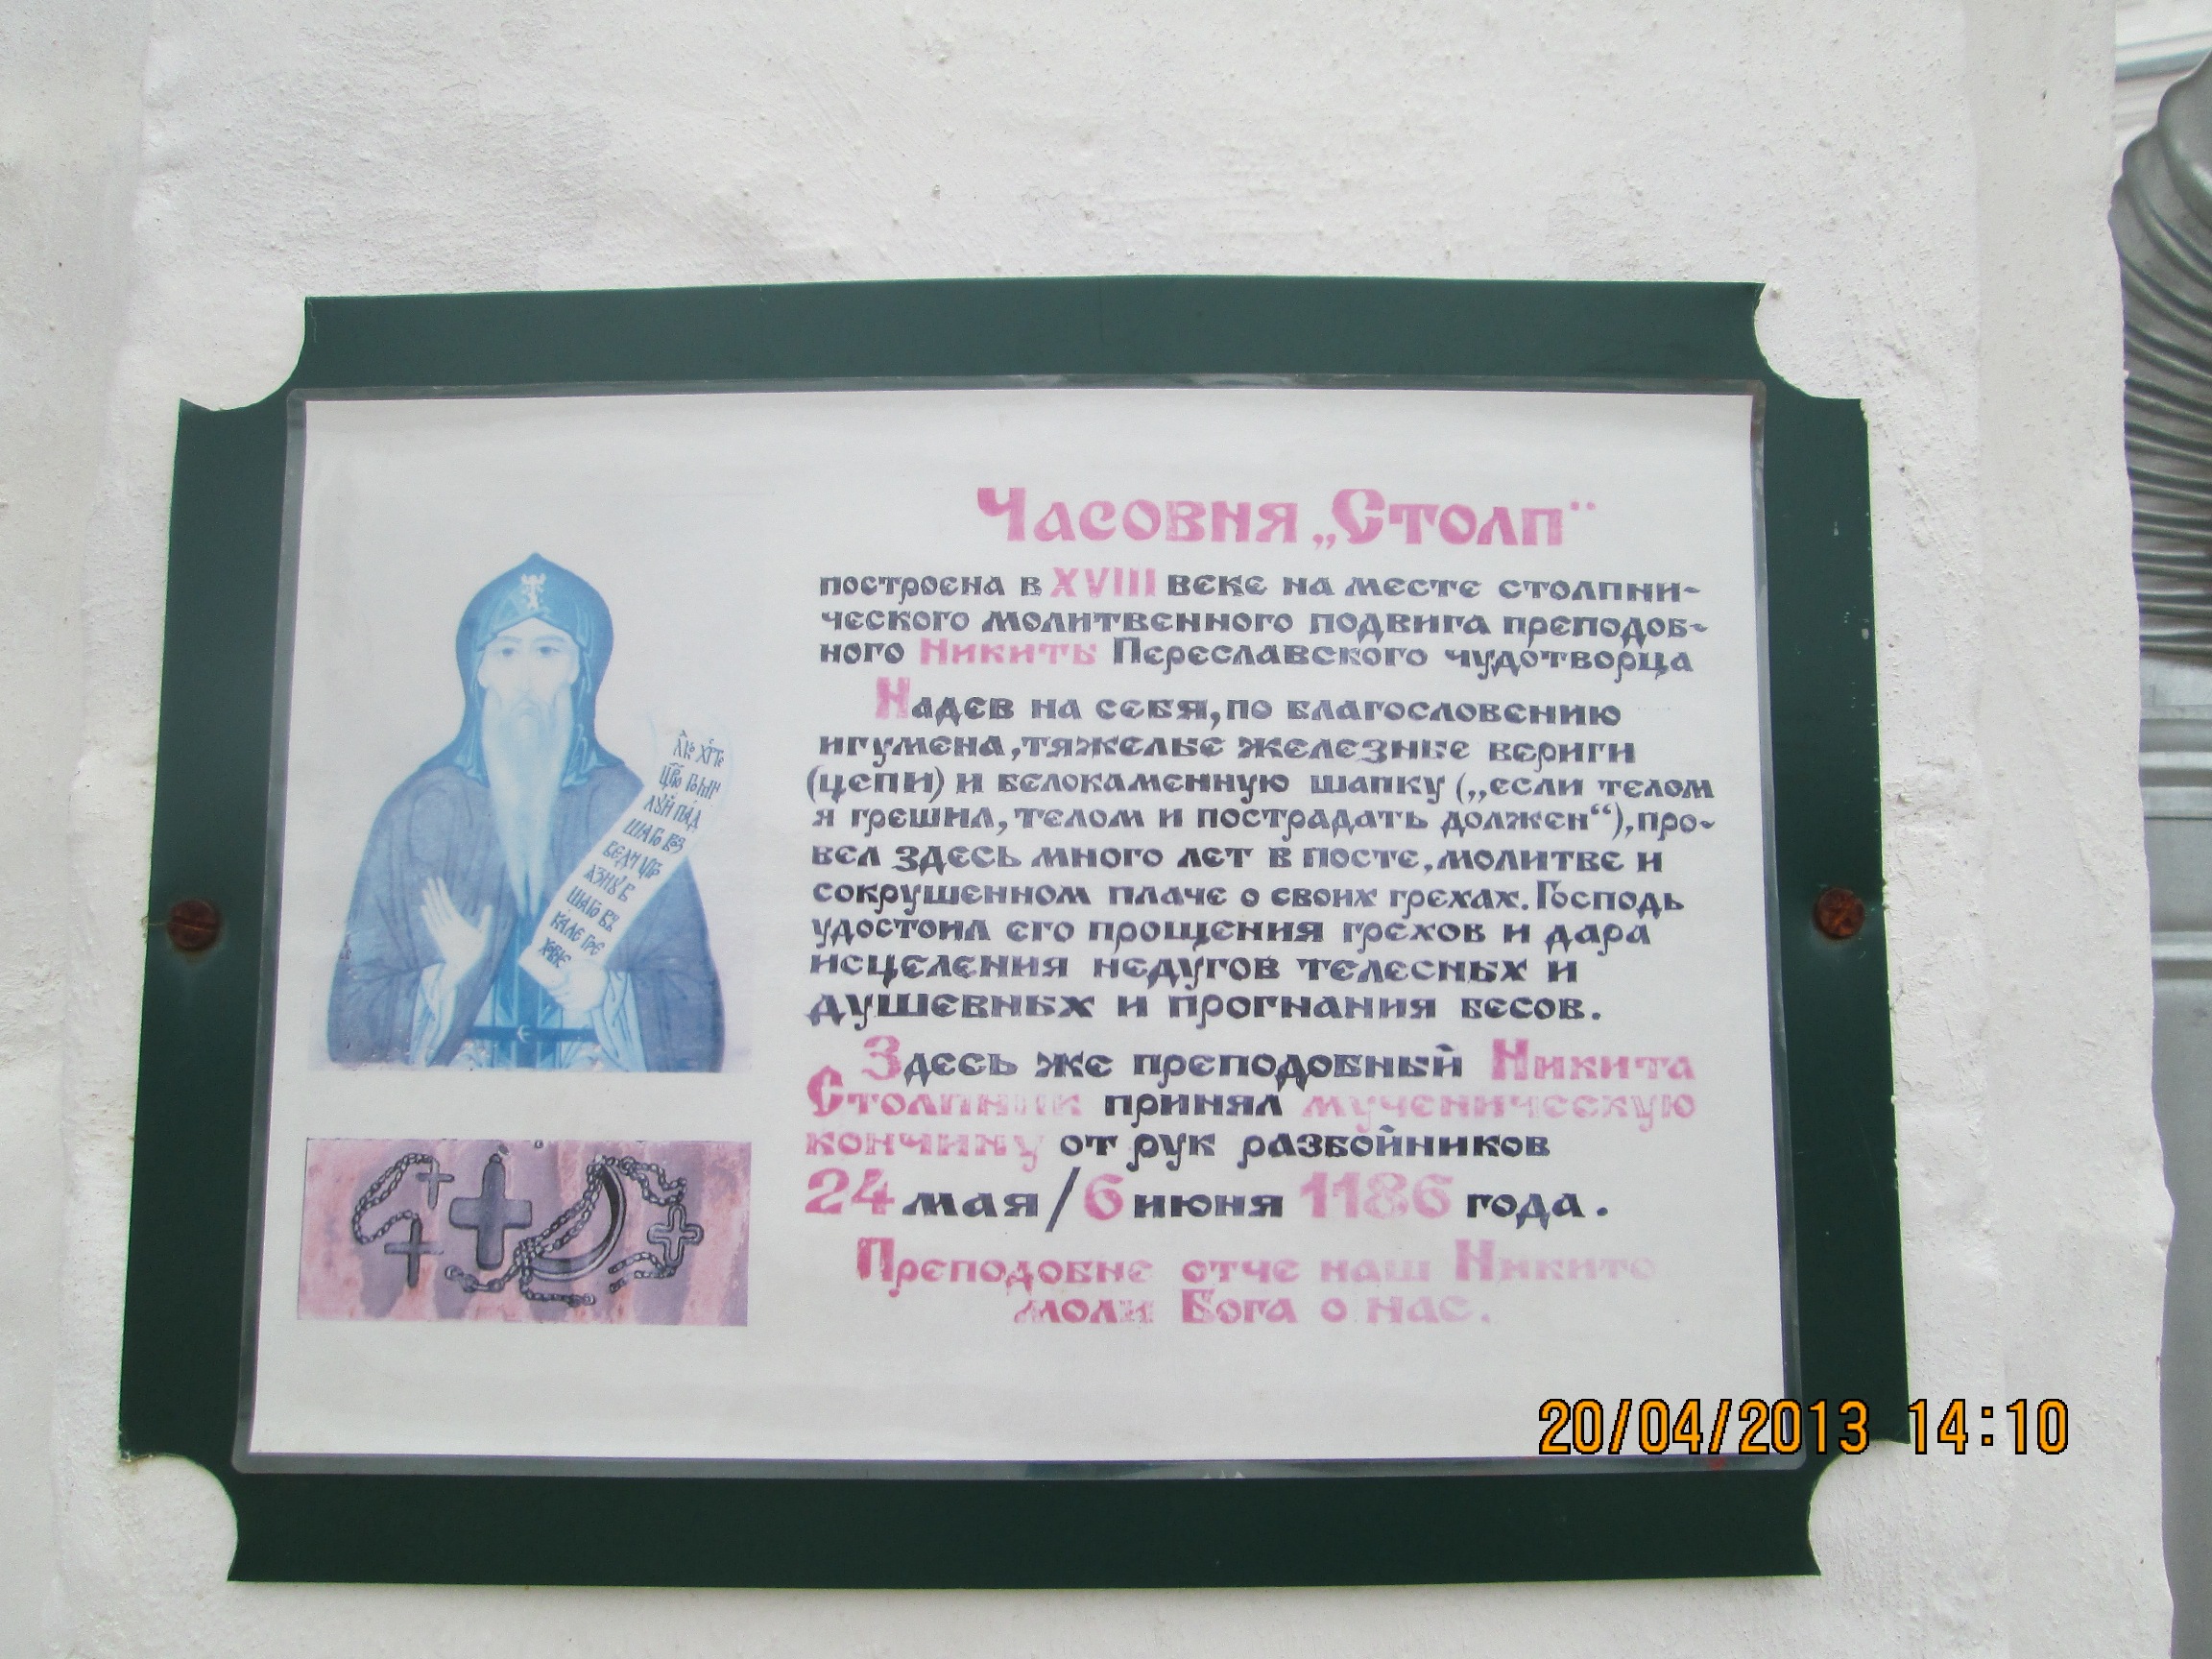 Часовня „Столп“
построена в XVIII веке на месте столпни-
ческого молитвенного подвига преподоб-
ного Никиты Переславского чудотворца
Надев на себя, по благословению
игумена, тяжелые железные вериги
(цепи) и белокаменную шапку („если телом
я грешил, телом и пострадать должен“), про-
вел здесь много лет в посте, молитве и
сокрушенном плаче о своих грехах. Господь
удостоил его прощения грехов и дара
исцеления недугов телесных и
душевных и прогнания бесов.
Здесь же преподобный Никита
Столпник принял мученическую
кончину от рук разбойников
24 мая/6 июня 1186 года.
Преподобне отче наш Никито
моли Бога о нас.
20/04/2013 14:10